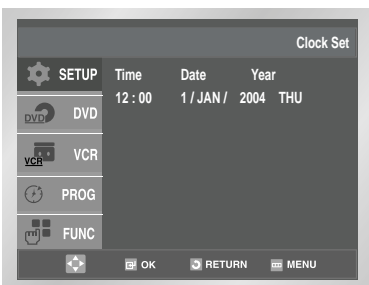 Clock Set
SETUP Time Date Year
12 : 00 1 / JAN / 2004 THU
DVD DVD
VCR VCR
PROG
FUNC
OK RETURN MENU